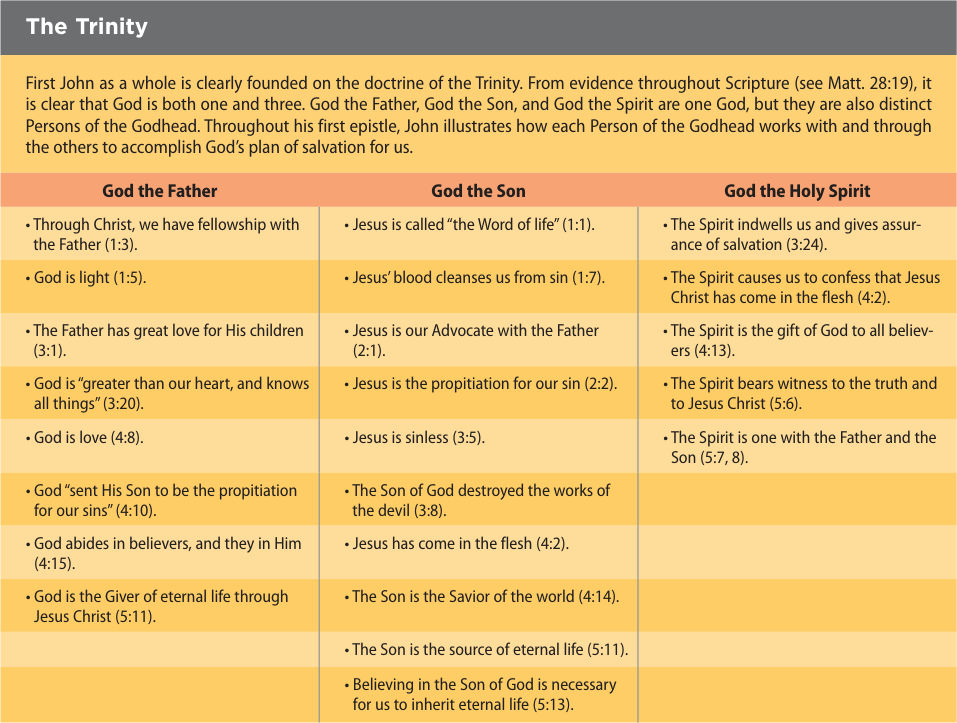 The Trinity
First John as a whole is clearly founded on the doctrine of the Trinity. From evidence throughout Scripture (see Matt. 28:19), it
is clear that God is both one and three. God the Father, God the Son, and God the Spirit are one God, but they are also distinct
Persons of the Godhead. Throughout his first epistle, John illustrates how each Person of the Godhead works with and through
the others to accomplish God’s plan of salvation for us.
God the Father
• Through Christ, we have fellowship with
the Father (1:3).
• God is light (1:5).
• The Father has great love for His children
(3:1).
• God is “greater than our heart, and knows
all things” (3:20).
• God is love (4:8).
• God “sent His Son to be the propitiation
for our sins” (4:10).
• God abides in believers, and they in Him
(4:15).
• God is the Giver of eternal life through
Jesus Christ (5:11).
God the Son
• Jesus is called “the Word of life” (1:1).
• Jesus’ blood cleanses us from sin (1:7).
• Jesus is our Advocate with the Father
(2:1).
• Jesus is the propitiation for our sin (2:2).
• Jesus is sinless (3:5).
• The Son of God destroyed the works of
the devil (3:8).
• Jesus has come in the flesh (4:2).
• The Son is the Savior of the world (4:14).
• The Son is the source of eternal life (5:11).
• Believing in the Son of God is necessary
for us to inherit eternal life (5:13).
God the Holy Spirit
• The Spirit indwells us and gives assur-
ance of salvation (3:24).
• The Spirit causes us to confess that Jesus
Christ has come in the flesh (4:2).
• The Spirit is the gift of God to all believ-
ers (4:13).
• The Spirit bears witness to the truth and
to Jesus Christ (5:6).
• The Spirit is one with the Father and the
Son (5:7, 8).